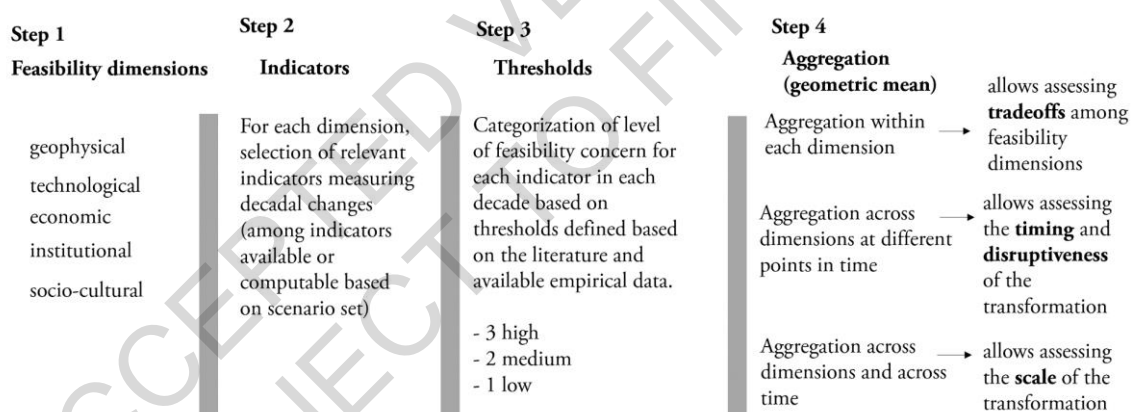 Step 1
Feasibility dimensions
geophysical
technological
economic
institutional
socio-cultural
Step 2
Indicators
For each dimension,
selection of relevant
indicators measuring
decadal changes
(among indicators
available or
computable based
on scenario set)
Step 3
Thresholds
Categorization of level
of feasibility concern for
each indicator in each
decade based on
thresholds defined based
on the literature and
available empirical data.
- 3 high
- 2 medium
- 1 low
Step 4
Aggregation
(geometric mean)
Aggregation within
each dimension
allows assessing
tradeoffs among
feasibility
dimensions
Aggregation across
dimensions at different
points in time
allows assessing
the timing and
disruptiveness
of the
transformation
Aggregation across
dimensions and across
time
allows assessing
the scale of the
transformation